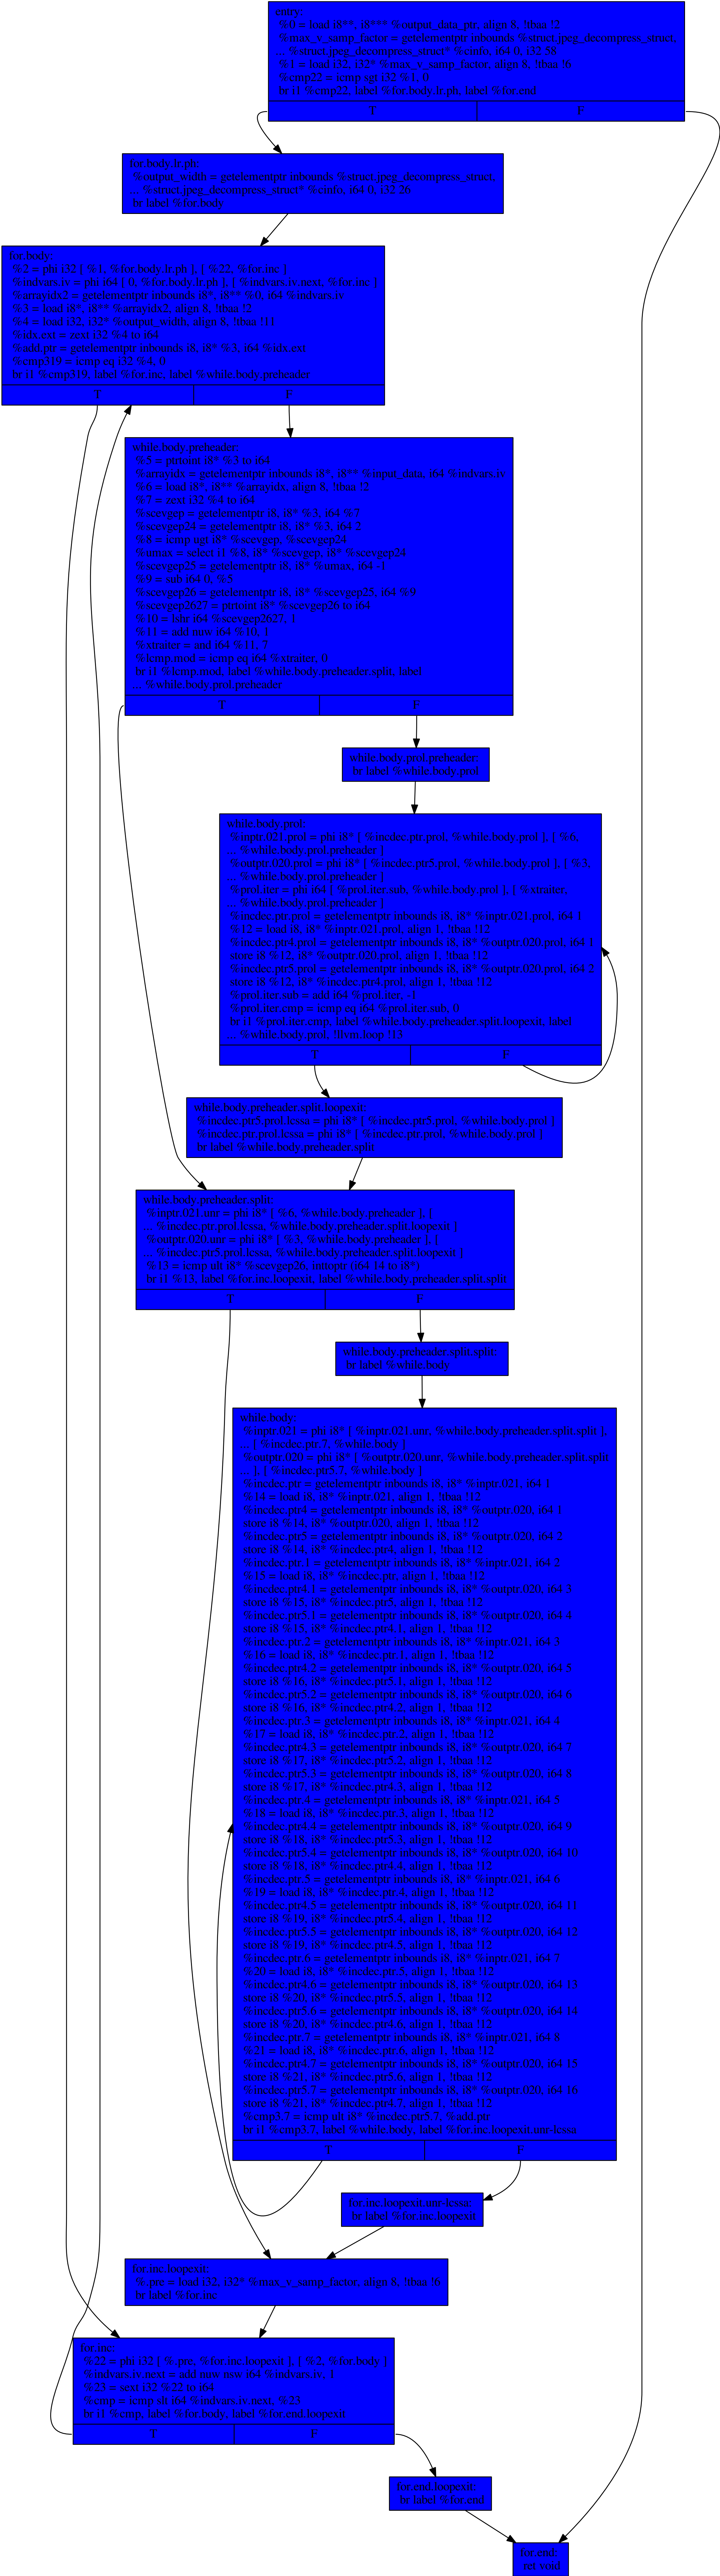 entry:
%0 = load i8**, i8*** %output_data_ptr, align 8, !tbaa !2
%max_v_samp_factor = getelementptr inbounds %struct.jpeg_decompress_struct,
... %struct.jpeg_decompress_struct* %cinfo, i64 0, i32 58
%1 = load i32, i32* %max_v_samp_factor, align 8, !tbaa !6
%cmp22 = icmp sgt i32 %1, 0
br i1 %cmp22, label %for.body.lr.ph, label %for.end
T F
for.body.lr.ph:
%output_width = getelementptr inbounds %struct.jpeg_decompress_struct,
... %struct.jpeg_decompress_struct* %cinfo, i64 0, i32 26
br label %for.body
for.body:
%2 = phi i32 [ %1, %for.body.lr.ph ], [ %22, %for.inc ]
%indvars.iv = phi i64 [ 0, %for.body.lr.ph ], [ %indvars.iv.next, %for.inc ]
%arrayidx2 = getelementptr inbounds i8*, i8** %0, i64 %indvars.iv
%3 = load i8*, i8** %arrayidx2, align 8, !tbaa !2
%4 = load i32, i32* %output_width, align 8, !tbaa !11
%idx.ext = zext i32 %4 to i64
%add.ptr = getelementptr inbounds i8, i8* %3, i64 %idx.ext
%cmp319 = icmp eq i32 %4, 0
br i1 %cmp319, label %for.inc, label %while.body.preheader
T F
while.body.preheader:
%5 = ptrtoint i8* %3 to i64
%arrayidx = getelementptr inbounds i8*, i8** %input_data, i64 %indvars.iv
%6 = load i8*, i8** %arrayidx, align 8, !tbaa !2
%7 = zext i32 %4 to i64
%scevgep = getelementptr i8, i8* %3, i64 %7
%scevgep24 = getelementptr i8, i8* %3, i64 2
%8 = icmp ugt i8* %scevgep, %scevgep24
%umax = select i1 %8, i8* %scevgep, i8* %scevgep24
%scevgep25 = getelementptr i8, i8* %umax, i64 -1
%9 = sub i64 0, %5
%scevgep26 = getelementptr i8, i8* %scevgep25, i64 %9
%scevgep2627 = ptrtoint i8* %scevgep26 to i64
%10 = lshr i64 %scevgep2627, 1
%11 = add nuw i64 %10, 1
%xtraiter = and i64 %11, 7
%lcmp.mod = icmp eq i64 %xtraiter, 0
br i1 %lcmp.mod, label %while.body.preheader.split, label
... %while.body.prol.preheader
T F
while.body.prol.preheader:
br label %while.body.prol
while.body.prol:
%inptr.021.prol = phi i8* [ %incdec.ptr.prol, %while.body.prol ], [ %6,
... %while.body.prol.preheader ]
%outptr.020.prol = phi i8* [ %incdec.ptr5.prol, %while.body.prol ], [ %3,
... %while.body.prol.preheader ]
%prol.iter = phi i64 [ %prol.iter.sub, %while.body.prol ], [ %xtraiter,
... %while.body.prol.preheader ]
%incdec.ptr.prol = getelementptr inbounds i8, i8* %inptr.021.prol, i64 1
%12 = load i8, i8* %inptr.021.prol, align 1, !tbaa !12
%incdec.ptr4.prol = getelementptr inbounds i8, i8* %outptr.020.prol, i64 1
store i8 %12, i8* %outptr.020.prol, align 1, !tbaa !12
%incdec.ptr5.prol = getelementptr inbounds i8, i8* %outptr.020.prol, i64 2
store i8 %12, i8* %incdec.ptr4.prol, align 1, !tbaa !12
%prol.iter.sub = add i64 %prol.iter, -1
%prol.iter.cmp = icmp eq i64 %prol.iter.sub, 0
br i1 %prol.iter.cmp, label %while.body.preheader.split.loopexit, label
... %while.body.prol, !llvm.loop !13
T F
while.body.preheader.split.loopexit:
%incdec.ptr5.prol.lcssa = phi i8* [ %incdec.ptr5.prol, %while.body.prol ]
%incdec.ptr.prol.lcssa = phi i8* [ %incdec.ptr.prol, %while.body.prol ]
br label %while.body.preheader.split
while.body.preheader.split:
%inptr.021.unr = phi i8* [ %6, %while.body.preheader ], [
... %incdec.ptr.prol.lcssa, %while.body.preheader.split.loopexit ]
%outptr.020.unr = phi i8* [ %3, %while.body.preheader ], [
... %incdec.ptr5.prol.lcssa, %while.body.preheader.split.loopexit ]
%13 = icmp ult i8* %scevgep26, inttoptr (i64 14 to i8*)
br i1 %13, label %for.inc.loopexit, label %while.body.preheader.split.split
T F
while.body.preheader.split.split:
br label %while.body
while.body:
%inptr.021 = phi i8* [ %inptr.021.unr, %while.body.preheader.split.split ],
... [ %incdec.ptr.7, %while.body ]
%outptr.020 = phi i8* [ %outptr.020.unr, %while.body.preheader.split.split
... ], [ %incdec.ptr5.7, %while.body ]
%incdec.ptr = getelementptr inbounds i8, i8* %inptr.021, i64 1
%14 = load i8, i8* %inptr.021, align 1, !tbaa !12
%incdec.ptr4 = getelementptr inbounds i8, i8* %outptr.020, i64 1
store i8 %14, i8* %outptr.020, align 1, !tbaa !12
%incdec.ptr5 = getelementptr inbounds i8, i8* %outptr.020, i64 2
store i8 %14, i8* %incdec.ptr4, align 1, !tbaa !12
%incdec.ptr.1 = getelementptr inbounds i8, i8* %inptr.021, i64 2
%15 = load i8, i8* %incdec.ptr, align 1, !tbaa !12
%incdec.ptr4.1 = getelementptr inbounds i8, i8* %outptr.020, i64 3
store i8 %15, i8* %incdec.ptr5, align 1, !tbaa !12
%incdec.ptr5.1 = getelementptr inbounds i8, i8* %outptr.020, i64 4
store i8 %15, i8* %incdec.ptr4.1, align 1, !tbaa !12
%incdec.ptr.2 = getelementptr inbounds i8, i8* %inptr.021, i64 3
%16 = load i8, i8* %incdec.ptr.1, align 1, !tbaa !12
%incdec.ptr4.2 = getelementptr inbounds i8, i8* %outptr.020, i64 5
store i8 %16, i8* %incdec.ptr5.1, align 1, !tbaa !12
%incdec.ptr5.2 = getelementptr inbounds i8, i8* %outptr.020, i64 6
store i8 %16, i8* %incdec.ptr4.2, align 1, !tbaa !12
%incdec.ptr.3 = getelementptr inbounds i8, i8* %inptr.021, i64 4
%17 = load i8, i8* %incdec.ptr.2, align 1, !tbaa !12
%incdec.ptr4.3 = getelementptr inbounds i8, i8* %outptr.020, i64 7
store i8 %17, i8* %incdec.ptr5.2, align 1, !tbaa !12
%incdec.ptr5.3 = getelementptr inbounds i8, i8* %outptr.020, i64 8
store i8 %17, i8* %incdec.ptr4.3, align 1, !tbaa !12
%incdec.ptr.4 = getelementptr inbounds i8, i8* %inptr.021, i64 5
%18 = load i8, i8* %incdec.ptr.3, align 1, !tbaa !12
%incdec.ptr4.4 = getelementptr inbounds i8, i8* %outptr.020, i64 9
store i8 %18, i8* %incdec.ptr5.3, align 1, !tbaa !12
%incdec.ptr5.4 = getelementptr inbounds i8, i8* %outptr.020, i64 10
store i8 %18, i8* %incdec.ptr4.4, align 1, !tbaa !12
%incdec.ptr.5 = getelementptr inbounds i8, i8* %inptr.021, i64 6
%19 = load i8, i8* %incdec.ptr.4, align 1, !tbaa !12
%incdec.ptr4.5 = getelementptr inbounds i8, i8* %outptr.020, i64 11
store i8 %19, i8* %incdec.ptr5.4, align 1, !tbaa !12
%incdec.ptr5.5 = getelementptr inbounds i8, i8* %outptr.020, i64 12
store i8 %19, i8* %incdec.ptr4.5, align 1, !tbaa !12
%incdec.ptr.6 = getelementptr inbounds i8, i8* %inptr.021, i64 7
%20 = load i8, i8* %incdec.ptr.5, align 1, !tbaa !12
%incdec.ptr4.6 = getelementptr inbounds i8, i8* %outptr.020, i64 13
store i8 %20, i8* %incdec.ptr5.5, align 1, !tbaa !12
%incdec.ptr5.6 = getelementptr inbounds i8, i8* %outptr.020, i64 14
store i8 %20, i8* %incdec.ptr4.6, align 1, !tbaa !12
%incdec.ptr.7 = getelementptr inbounds i8, i8* %inptr.021, i64 8
%21 = load i8, i8* %incdec.ptr.6, align 1, !tbaa !12
%incdec.ptr4.7 = getelementptr inbounds i8, i8* %outptr.020, i64 15
store i8 %21, i8* %incdec.ptr5.6, align 1, !tbaa !12
%incdec.ptr5.7 = getelementptr inbounds i8, i8* %outptr.020, i64 16
store i8 %21, i8* %incdec.ptr4.7, align 1, !tbaa !12
%cmp3.7 = icmp ult i8* %incdec.ptr5.7, %add.ptr
br i1 %cmp3.7, label %while.body, label %for.inc.loopexit.unr-lcssa
T F
for.inc.loopexit.unr-lcssa:
br label %for.inc.loopexit
for.inc.loopexit:
%.pre = load i32, i32* %max_v_samp_factor, align 8, !tbaa !6
br label %for.inc
for.inc:
%22 = phi i32 [ %.pre, %for.inc.loopexit ], [ %2, %for.body ]
%indvars.iv.next = add nuw nsw i64 %indvars.iv, 1
%23 = sext i32 %22 to i64
%cmp = icmp slt i64 %indvars.iv.next, %23
br i1 %cmp, label %for.body, label %for.end.loopexit
T F
for.end.loopexit:
br label %for.end
for.end:
ret void